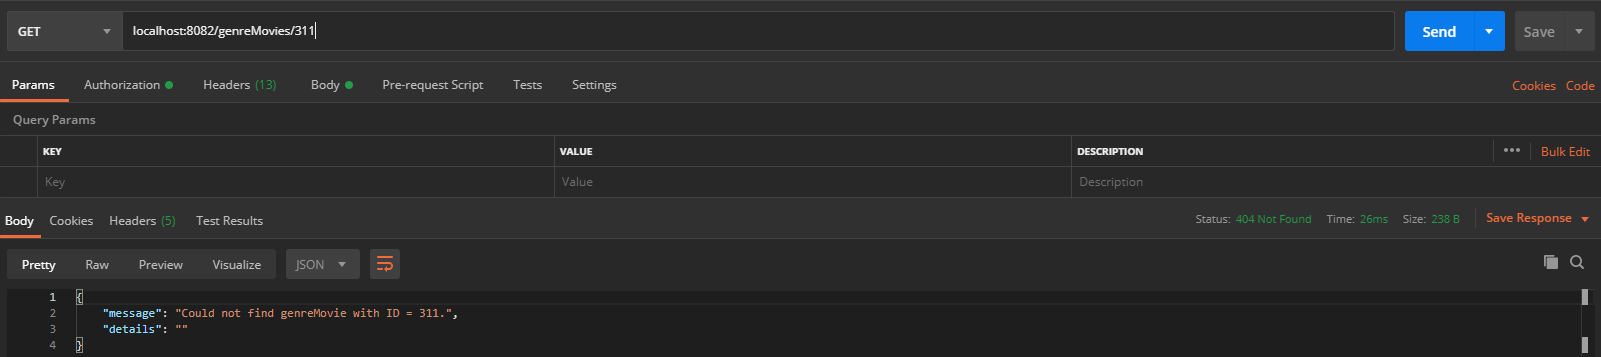 GET localhost:8082/genreMovies/311 Send Save
Params Authorization Headers (13) Body Pre-request Script Tests Settings Cookies Code
Query Params
KEY VALUE DESCRIPTION ••• Bulk Edit
Key Value Description
Body Cookies Headers (5) Test Results Status: 404 Not Found Time: 26ms Size: 238 B Save Response
Pretty Raw Preview Visualize JSON
1 {
2 "message": "Could not find genreMovie with ID = 311.",
3 "details": ""
4 }